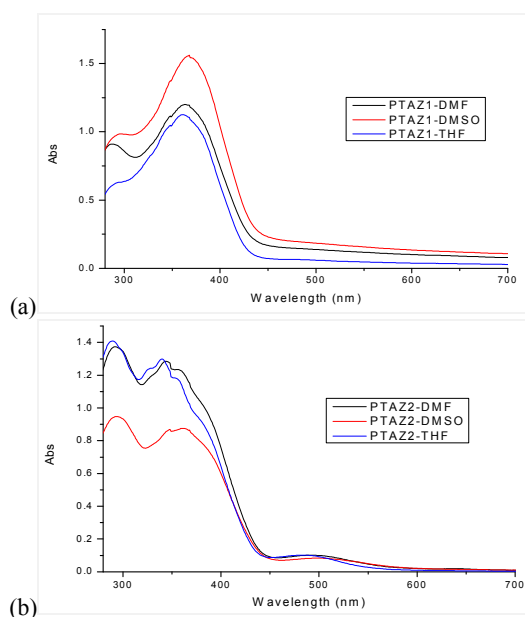 1.5
1.0
0.5
0.0
Abs
PTAZ1-DMF
PTAZ1-DMSO
PTAZ1-THF
300
400
500
600
700
Wavelength (nm)
(a)
1.4
1.2
1.0
0.8
0.6
0.4
0.2
0.0
Abs
PTAZ2-DMF
PTAZ2-DMSO
PTAZ2-THF
300
400
500
600
700
Wavelength (nm)
(b)